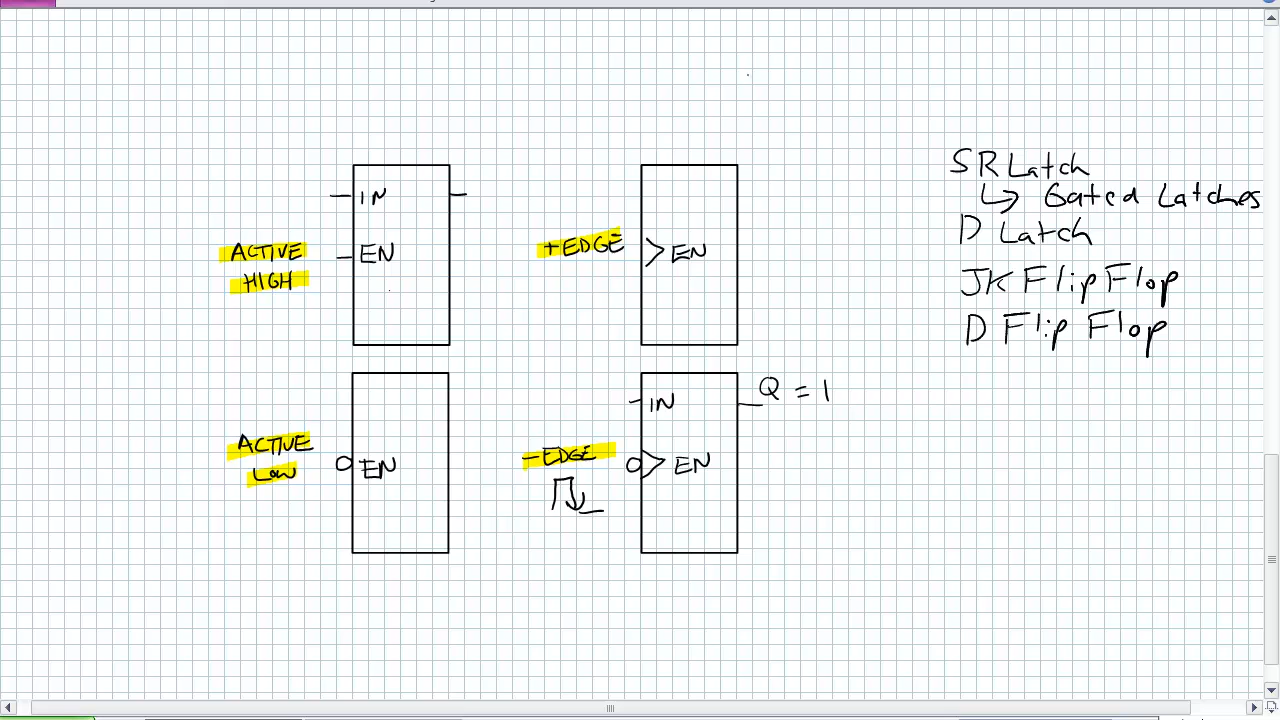 IN
ACTIVE
HIGH
EN
+EDGE
EN
ACTIVE
LOW
EN
IN
Q = 1
-EDGE
EN
SR Latch
Gated Latches
D Latch
JK Flip Flop
D Flip Flop